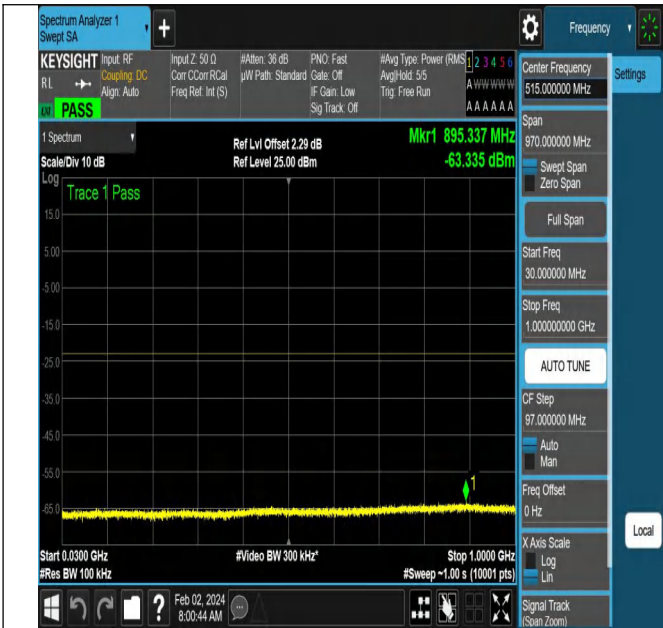 Spectrum Analyzer 1
Swept SA
Frequency
KEYSIGHT
RL
PASS
Input: RF
Coupling: DC
Align: Auto
Input Z: 50 Ω
Corr CCorr RCal
Freq Ref: Int (S)
#Atten: 36 dB
µW Path: Standard
PNO: Fast
Gate: Off
IF Gain: Low
Sig Track: Off
#Avg Type: Power (RMS
Avg|Hold: 5/5
Trig: Free Run
1 2 3 4 5 6
A W W W W W
A A A A A A
1 Spectrum
Scale/Div 10 dB
Ref Lvl Offset 2.29 dB
Ref Level 25.00 dBm
Mkr1 895.337 MHz
-63.335 dBm
Log
Trace 1 Pass
15.0
5.00
-5.00
-15.0
-25.0
-35.0
-45.0
-55.0
-65.0
1
Start 0.0300 GHz
#Res BW 100 kHz
#Video BW 300 kHz*
Stop 1.0000 GHz
#Sweep ~1.00 s (10001 pts)
?
Feb 02, 2024
8:00:44 AM
Center Frequency
515.000000 MHz
Settings
Span
970.000000 MHz
Swept Span
Zero Span
Full Span
Start Freq
30.000000 MHz
Stop Freq
1.000000000 GHz
AUTO TUNE
CF Step
97.000000 MHz
Auto
Man
Freq Offset
0 Hz
X Axis Scale
Log
Lin
Local
Signal Track
(Span Zoom)